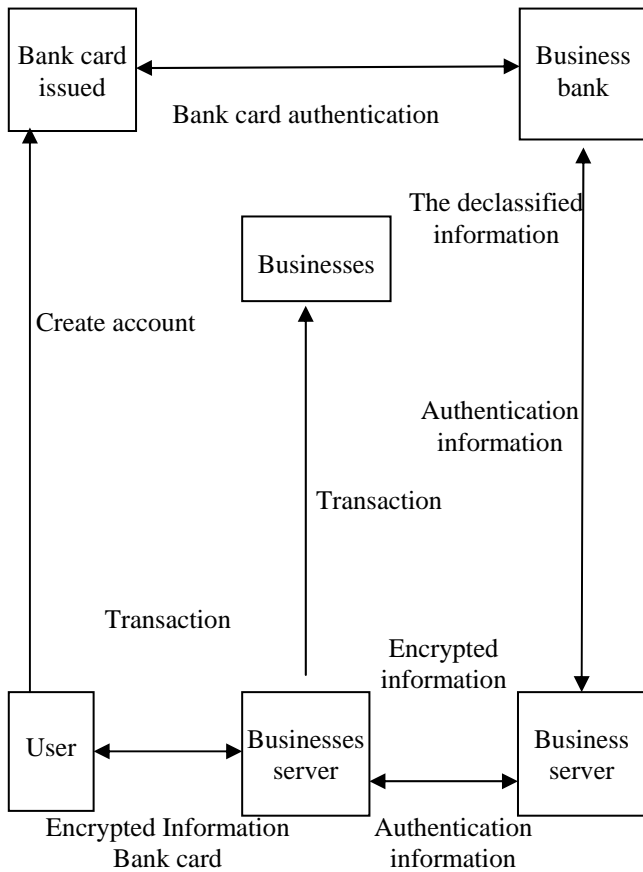 Bank card
issued
Business
bank
Bank card authentication
The declassified
information
Businesses
Create account
Authentication
information
Transaction
Transaction
Encrypted
information
User
Businesses
server
Business
server
Encrypted Information
Bank card
Authentication
information